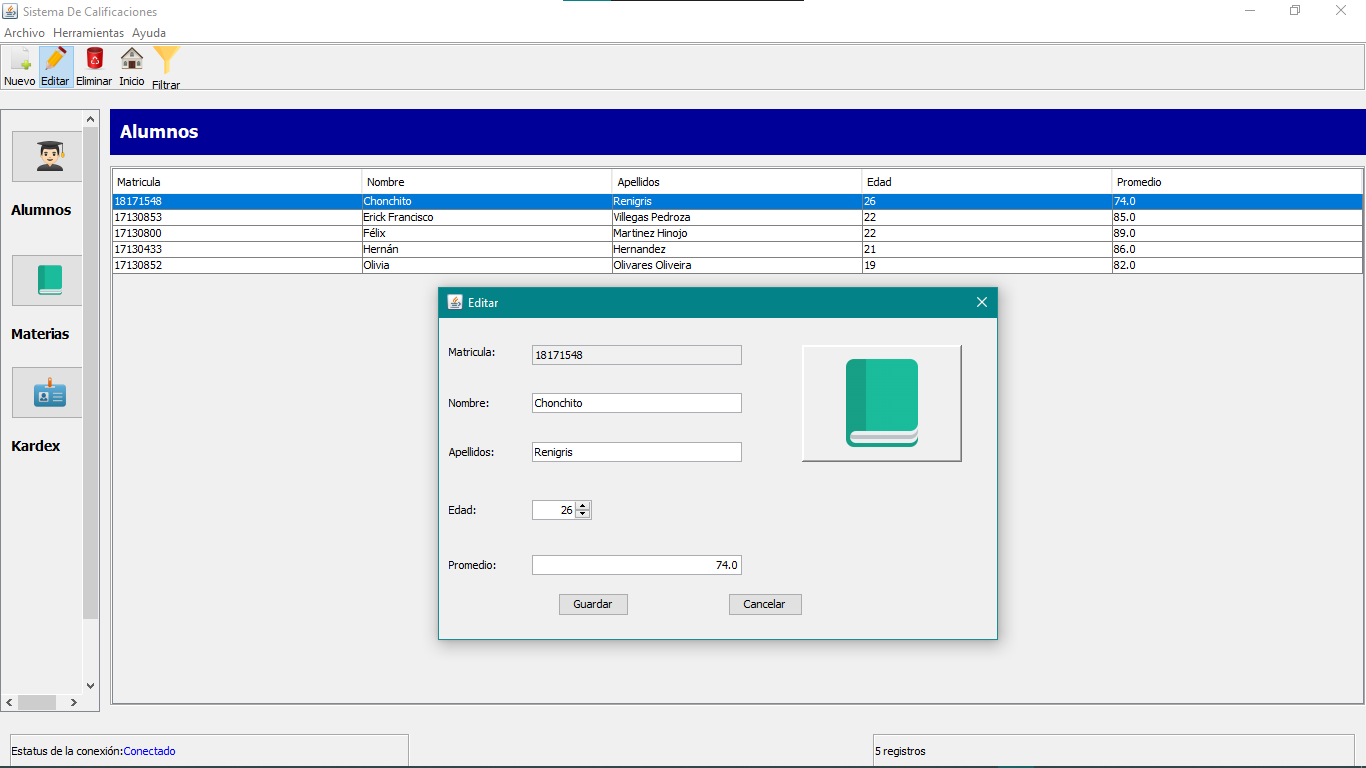 Sistema De Calificaciones
Archivo Herramientas Ayuda
Nuevo Editar Eliminar Inicio Filtrar
Alumnos
Materias
Kardex
Alumnos
Matricula Nombre Apellidos Edad Promedio
18171548 Chonchito Renigris 26 74.0
17130853 Erick Francisco Villegas Pedroza 22 85.0
17130800 Félix Martinez Hinojo 22 89.0
17130433 Hernán Hernandez 21 86.0
17130852 Olivia Olivares Oliveira 19 82.0
Editar
Matricula: 18171548
Nombre: Chonchito
Apellidos: Renigris
Edad: 26
Promedio: 74.0
Guardar Cancelar
Estatus de la conexión:Conectado
5 registros